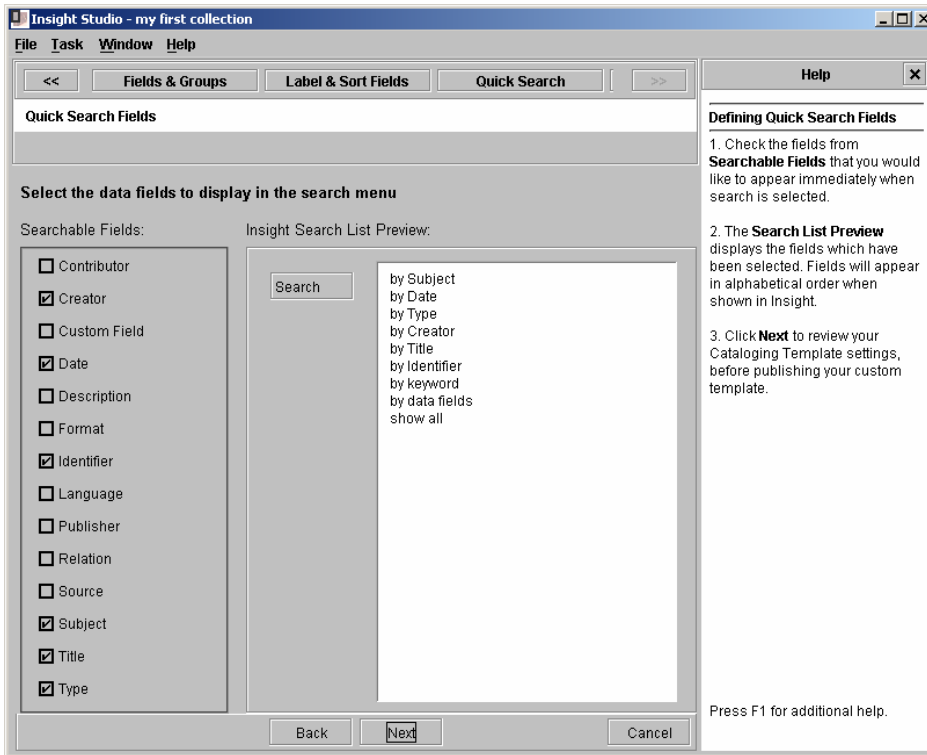 Insight Studio - my first collection
File Task Window Help
<< Fields & Groups Label & Sort Fields Quick Search >>
Quick Search Fields
Select the data fields to display in the search menu
Searchable Fields:
Contributor
Creator
Custom Field
Date
Description
Format
Identifier
Language
Publisher
Relation
Source
Subject
Title
Type
Insight Search List Preview:
Search
by Subject
by Date
by Type
by Creator
by Title
by Identifier
by keyword
by data fields
show all
Back Next Cancel
Help
Defining Quick Search Fields
1. Check the fields from
Searchable Fields that you would
like to appear immediately when
search is selected.
2. The Search List Preview
displays the fields which have
been selected. Fields will appear
in alphabetical order when
shown in Insight.
3. Click Next to review your
Cataloging Template settings,
before publishing your custom
template.
Press F1 for additional help.